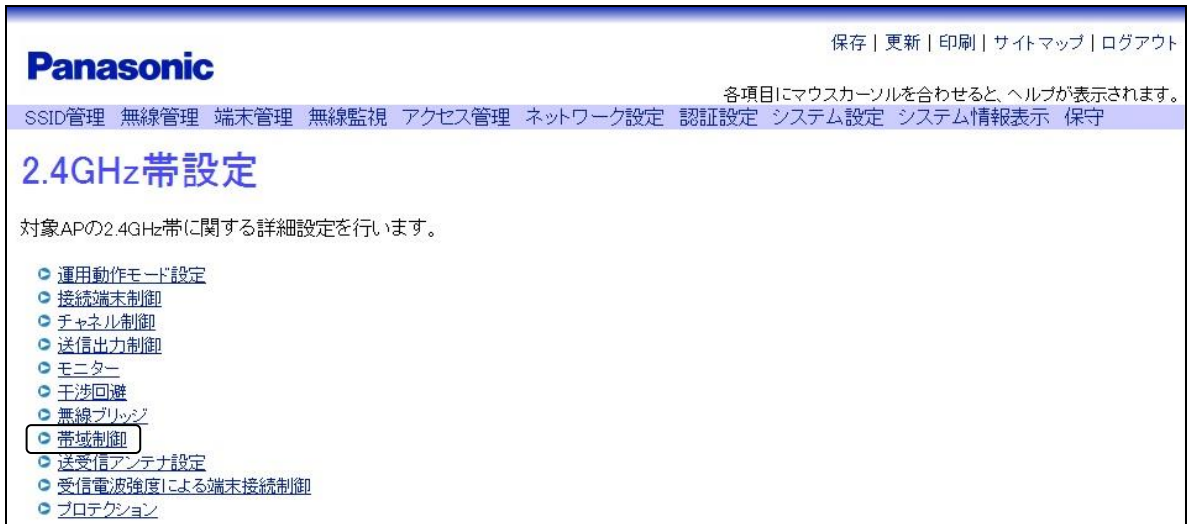 保存 | 更新 | 印刷 | サイトマップ | ログアウト
Panasonic
各項目にマウスカーソルを合わせると、ヘルプが表示されます。
SSID管理 無線管理 端末管理 無線監視 アクセス管理 ネットワーク設定 認証設定 システム設定 システム情報表示 保守
2.4GHz帯設定
対象APの2.4GHz帯に関する詳細設定を行います。
運用動作モード設定
接続端末制御
チャネル制御
送信出力制御
モニター
干渉回避
無線ブリッジ
帯域制御
送受信アンテナ設定
受信電波強度による端末接続制御
プロテクション